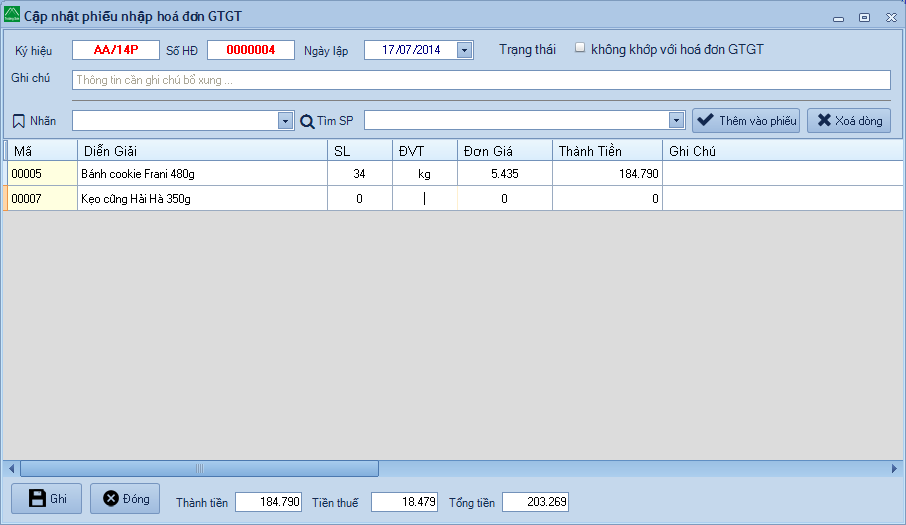 Cập nhật phiếu nhập hoá đơn GTGT
Ký hiệu AA/14P Số HĐ 0000004 Ngày lập 17/07/2014 Trạng thái không khớp với hoá đơn GTGT
Ghi chú Thông tin cần ghi chú bổ xung ...
Nhãn Tìm SP Thêm vào phiếu Xoá dòng
Mã Diễn Giải SL ĐVT Đơn Giá Thành Tiền Ghi Chú
00005 Bánh cookie Frani 480g 34 kg 5.435 184.790
00007 Kẹo cũng Hải Hà 350g 0 0 0
Ghi Đóng Thành tiền 184.790 Tiền thuế 18.479 Tổng tiền 203.269